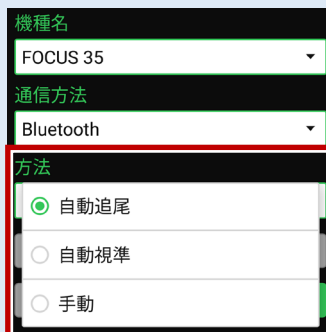 機種名
FOCUS 35
通信方法
Bluetooth
方法
自動追尾
自動視準
手動